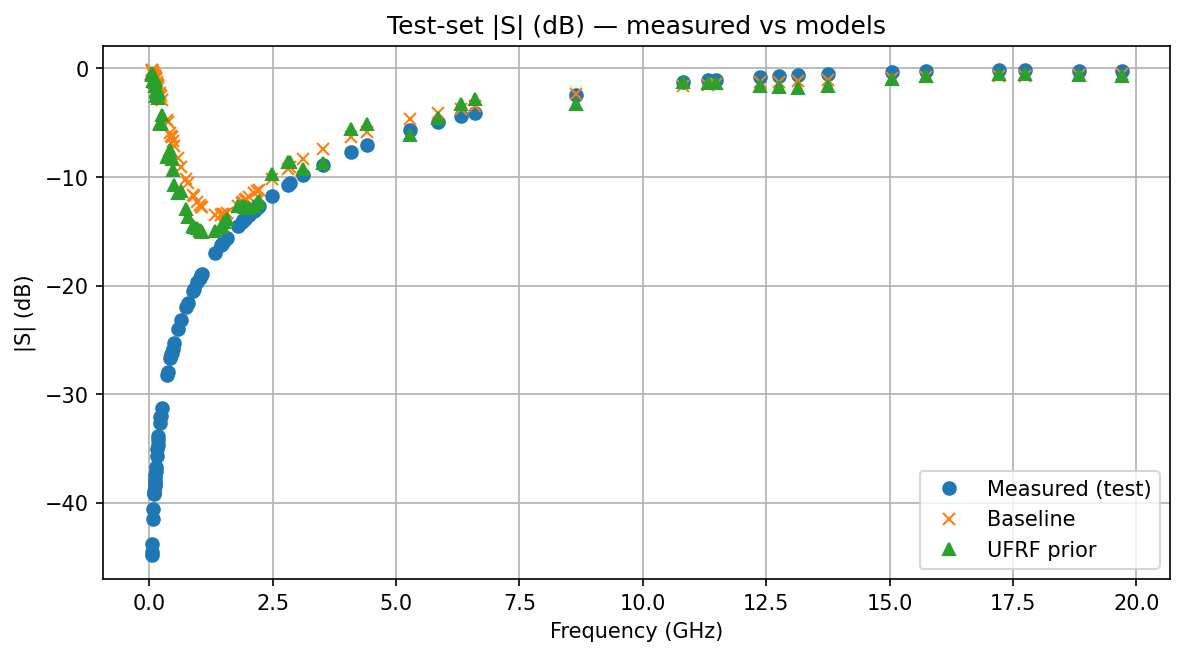 Test-set |S| (dB) — measured vs models
|S| (dB)
0
−10
−20
−30
−40
0.0 2.5 5.0 7.5 10.0 12.5 15.0 17.5 20.0
Frequency (GHz)
Measured (test)
Baseline
UFRF prior